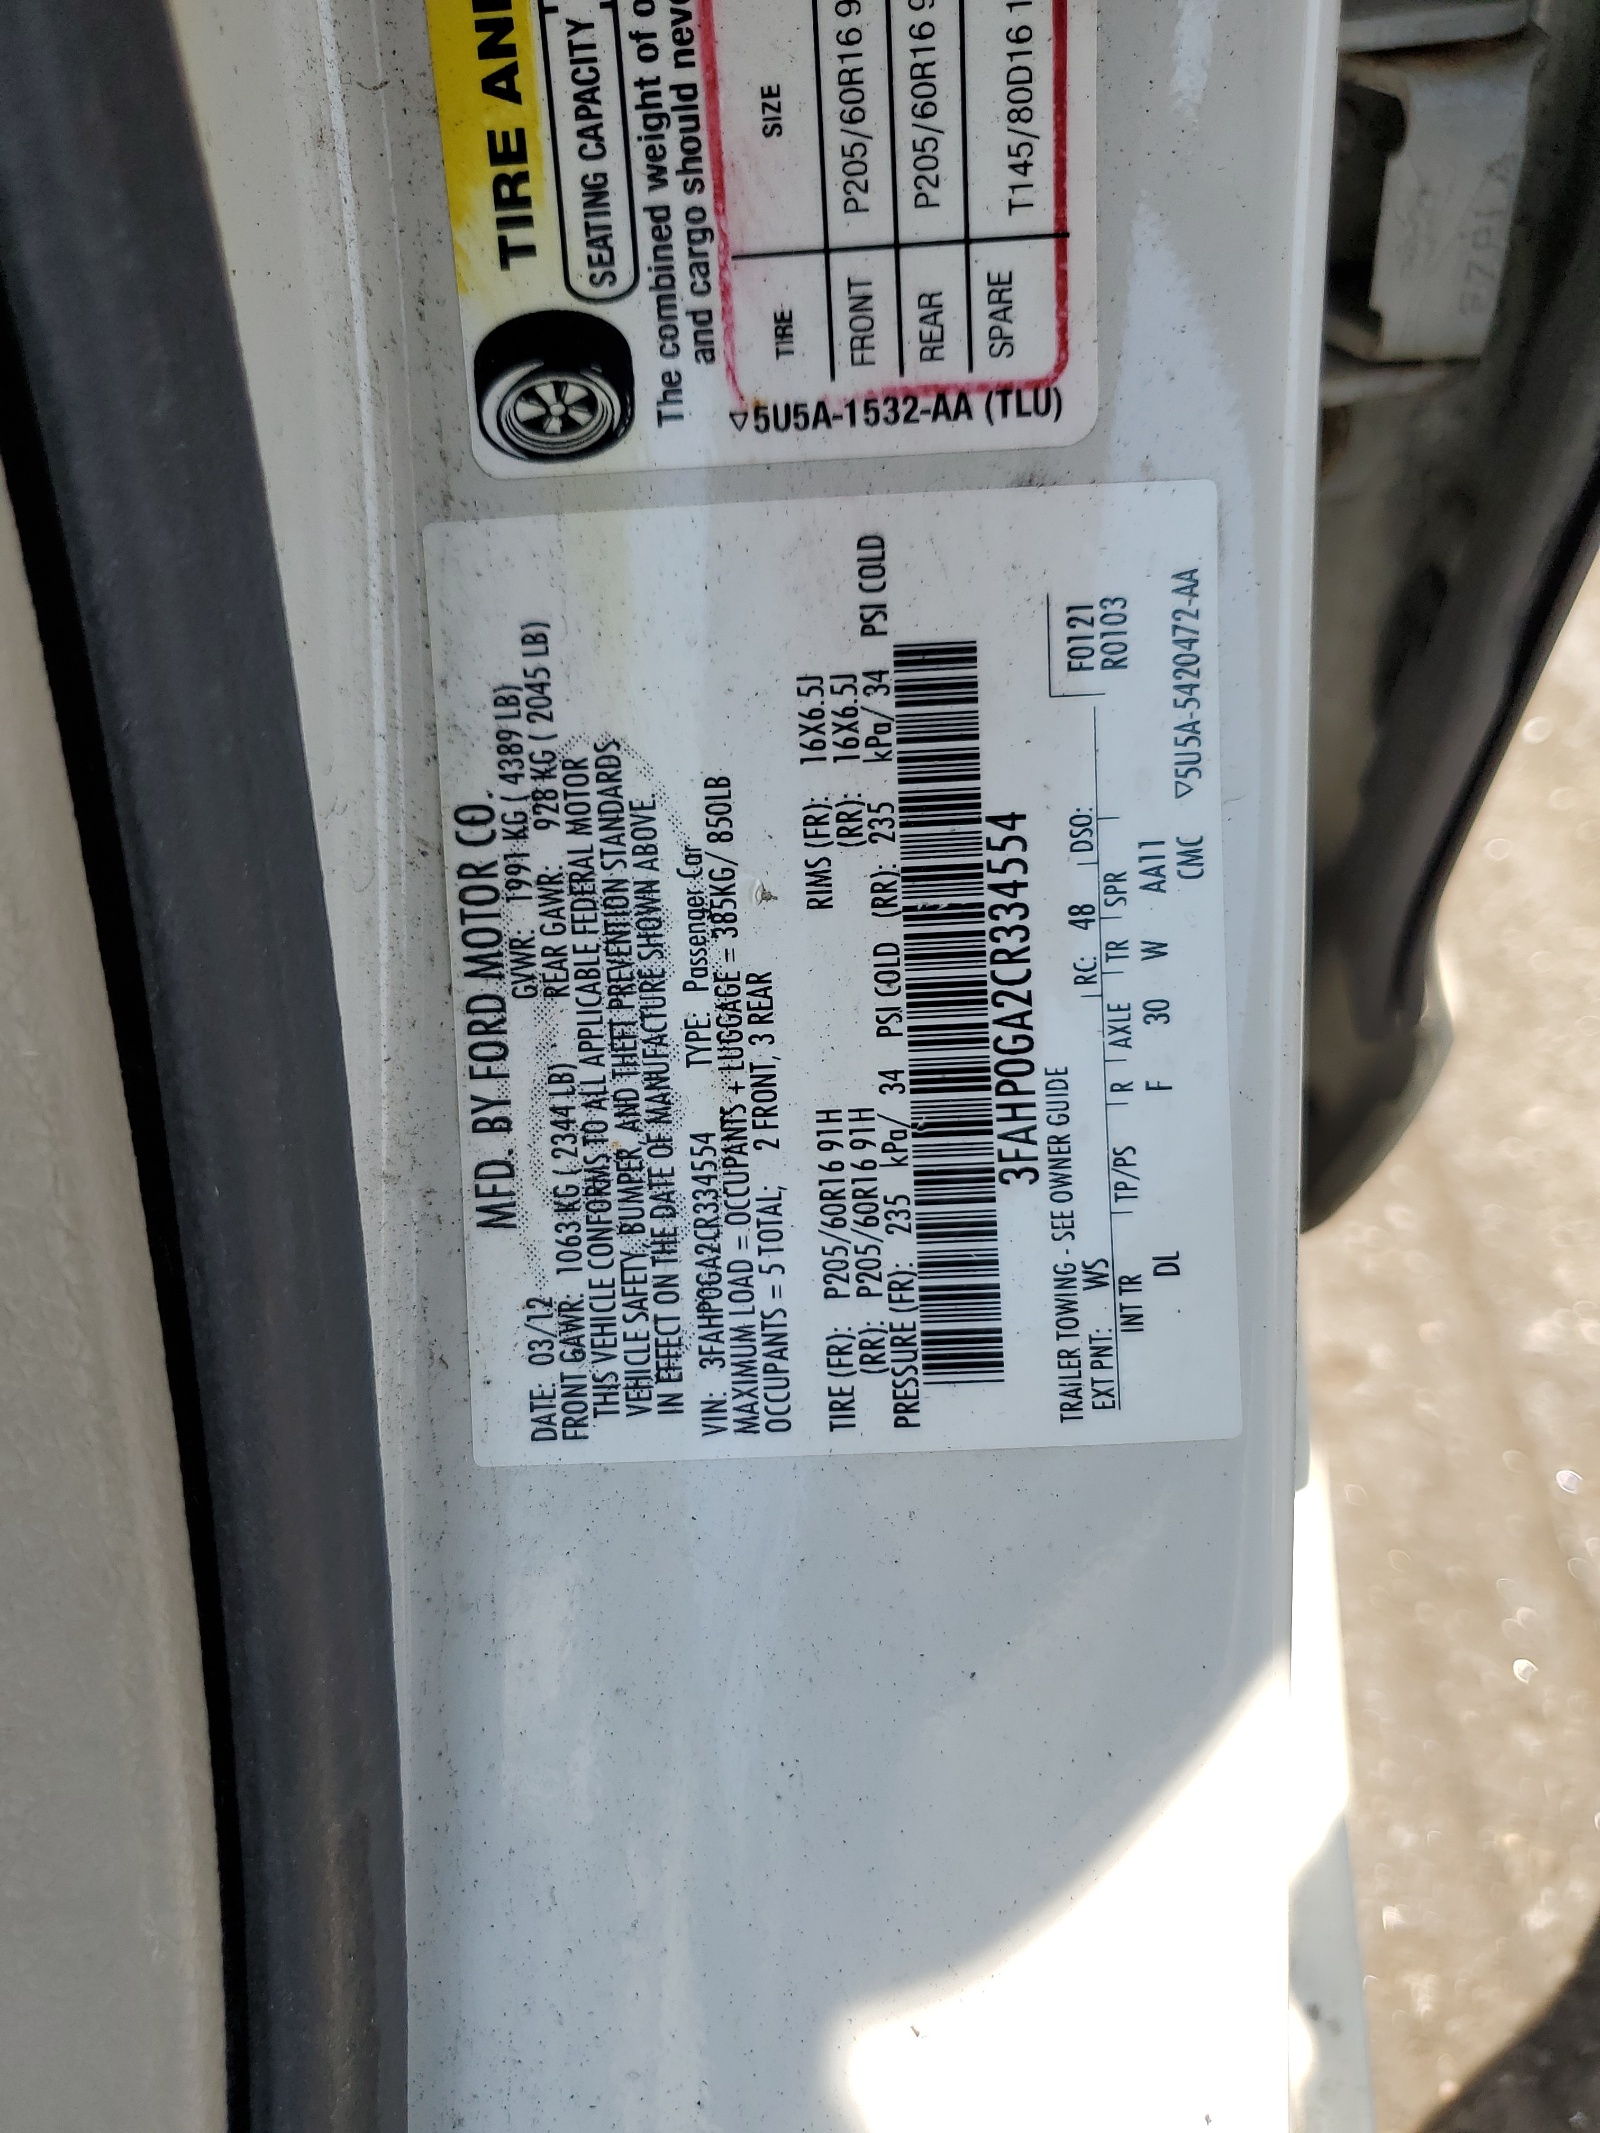 MFD. BY FORD MOTOR CO.
DATE: 03/12 GVWR: 1991 KG ( 4389 LB)
FRONT GAWR: 1063 KG ( 2344 LB) REAR GAWR: 928 KG ( 2045 LB)
THIS VEHICLE CONFORMS TO ALL APPLICABLE FEDERAL MOTOR
VEHICLE SAFETY, BUMPER, AND THEFT PREVENTION STANDARDS
IN EFFECT ON THE DATE OF MANUFACTURE SHOWN ABOVE.
VIN: 3FAHP0GA2CR334554 TYPE: Passenger Car
MAXIMUM LOAD = OCCUPANTS + LUGGAGE = 385KG/ 850LB
OCCUPANTS = 5 TOTAL; 2 FRONT, 3 REAR
TIRE (FR): P205/60R16 91H RIMS (FR): 16X6.5J
(RR): P205/60R16 91H (RR): 16X6.5J
PRESSURE (FR): 235 kPa/ 34 PSI COLD (RR): 235 kPa/ 34 PSI COLD
3FAHP0GA2CR334554
TRAILER TOWING - SEE OWNER GUIDE
EXT PNT: WS RC: 48 DSO: F0121
INT TR TP/PS R AXLE TR SPR R0103
DL F 30 W AA11
CMC ▽5U5A-5420472-AA
TIRE AN
SEATING CAPACITY
The combined weight of
and cargo should
TIRE SIZE
FRONT P205/60R16 9
REAR P205/60R16 9
SPARE T145/80D16 1
▽5U5A-1532-AA (TLU)